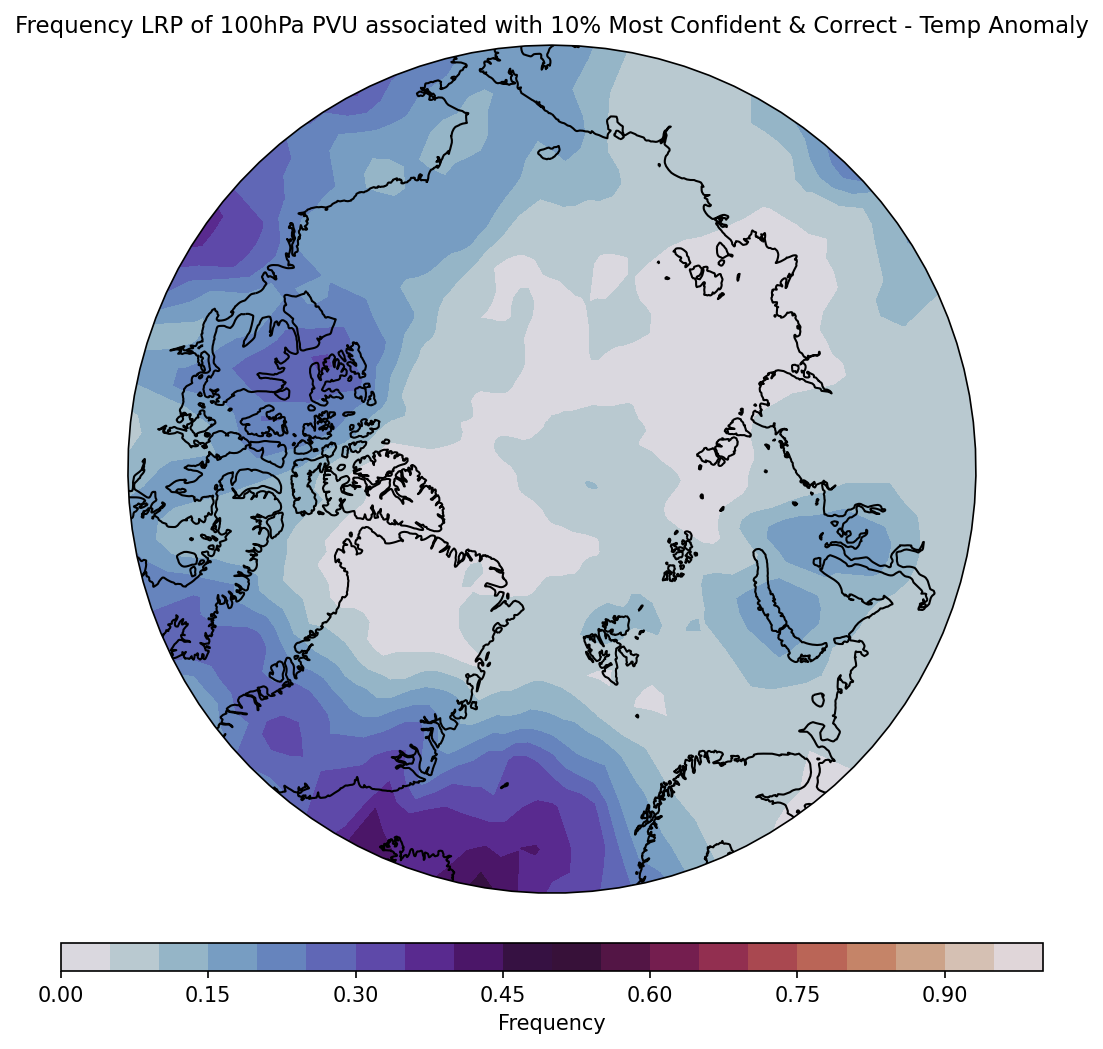 Frequency LRP of 100hPa PVU associated with 10% Most Confident & Correct - Temp Anomaly
0.00 0.15 0.30 0.45 0.60 0.75 0.90
Frequency